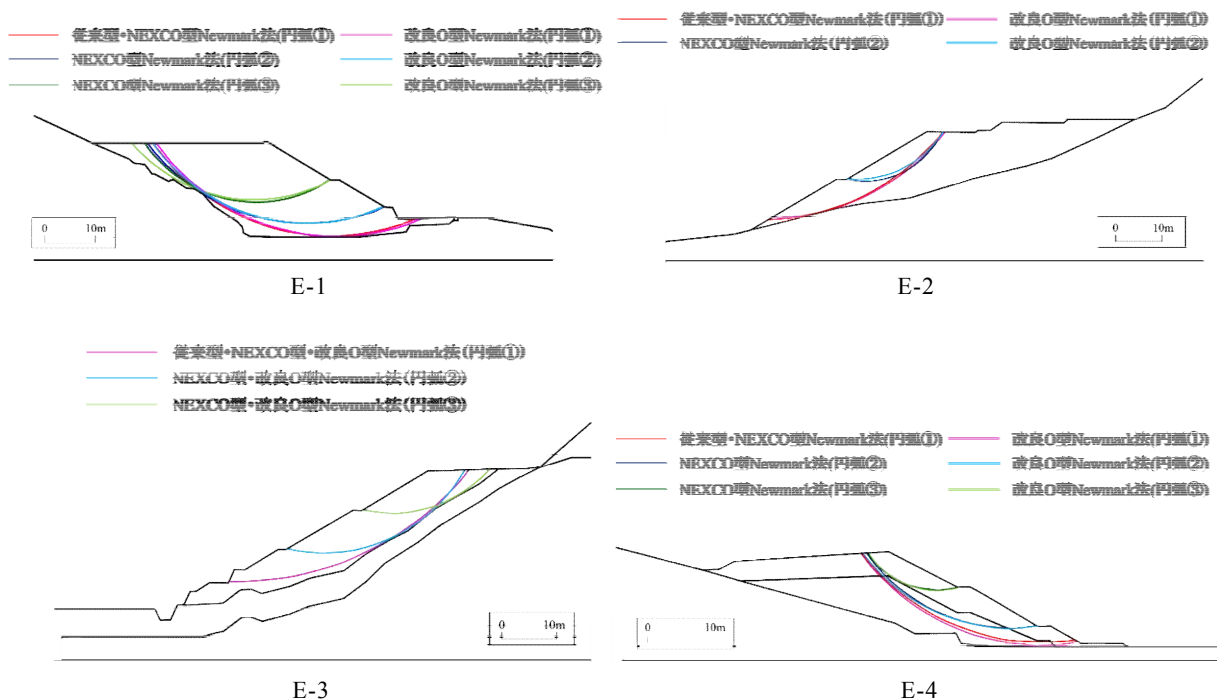 従来型・NEXCO型Newmark法(円弧①) 改良O型Newmark法(円弧①)
NEXCO型Newmark法(円弧②) 改良O型Newmark法(円弧②)
NEXCO型Newmark法(円弧③) 改良O型Newmark法(円弧③)
0 10m
E-1
従来型・NEXCO型Newmark法(円弧①) 改良O型Newmark法(円弧①)
NEXCO型Newmark法(円弧②) 改良O型Newmark法(円弧②)
0 10m
E-2
従来型・NEXCO型・改良O型Newmark法(円弧①)
NEXCO型・改良O型Newmark法(円弧②)
NEXCO型・改良O型Newmark法(円弧③)
0 10m
E-3
従来型・NEXCO型Newmark法(円弧①) 改良O型Newmark法(円弧①)
NEXCO型Newmark法(円弧②) 改良O型Newmark法(円弧②)
NEXCO型Newmark法(円弧③) 改良O型Newmark法(円弧③)
0 10m
E-4